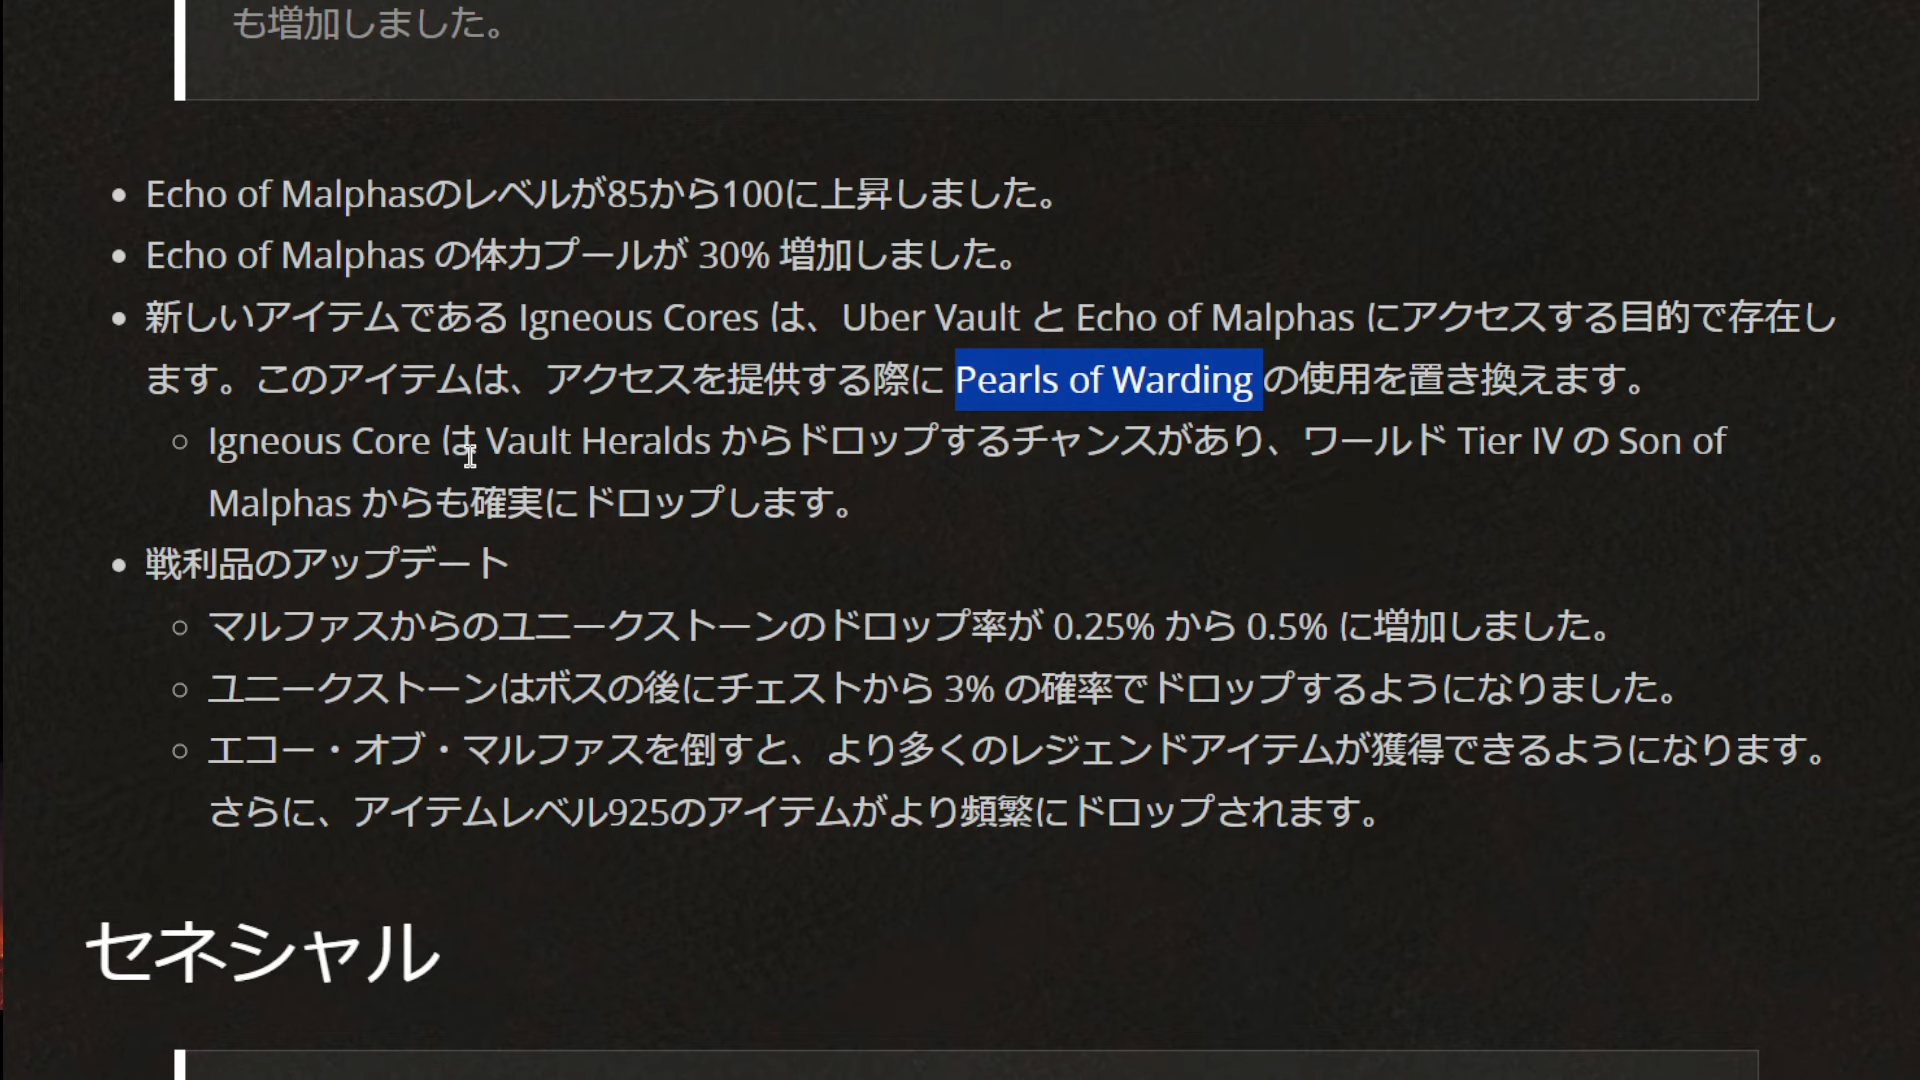 も増加しました。
Echo of Malphasのレベルが85から100に上昇しました。
Echo of Malphas の体力プールが 30% 増加しました。
新しいアイテムである Igneous Cores は、Uber Vault と Echo of Malphas にアクセスする目的で存在し
ます。このアイテムは、アクセスを提供する際に Pearls of Warding の使用を置き換えます。
Igneous Core は Vault Heralds からドロップするチャンスがあり、ワールド Tier IV の Son of
Malphas からも確実にドロップします。
戦利品のアップデート
マルファスからのユニークストーンのドロップ率が 0.25% から 0.5% に増加しました。
ユニークストーンはボスの後にチェストから 3% の確率でドロップするようになりました。
エコー・オブ・マルファスを倒すと、より多くのレジェンドアイテムが獲得できるようになります。
さらに、アイテムレベル925のアイテムがより頻繁にドロップされます。
セネシャル